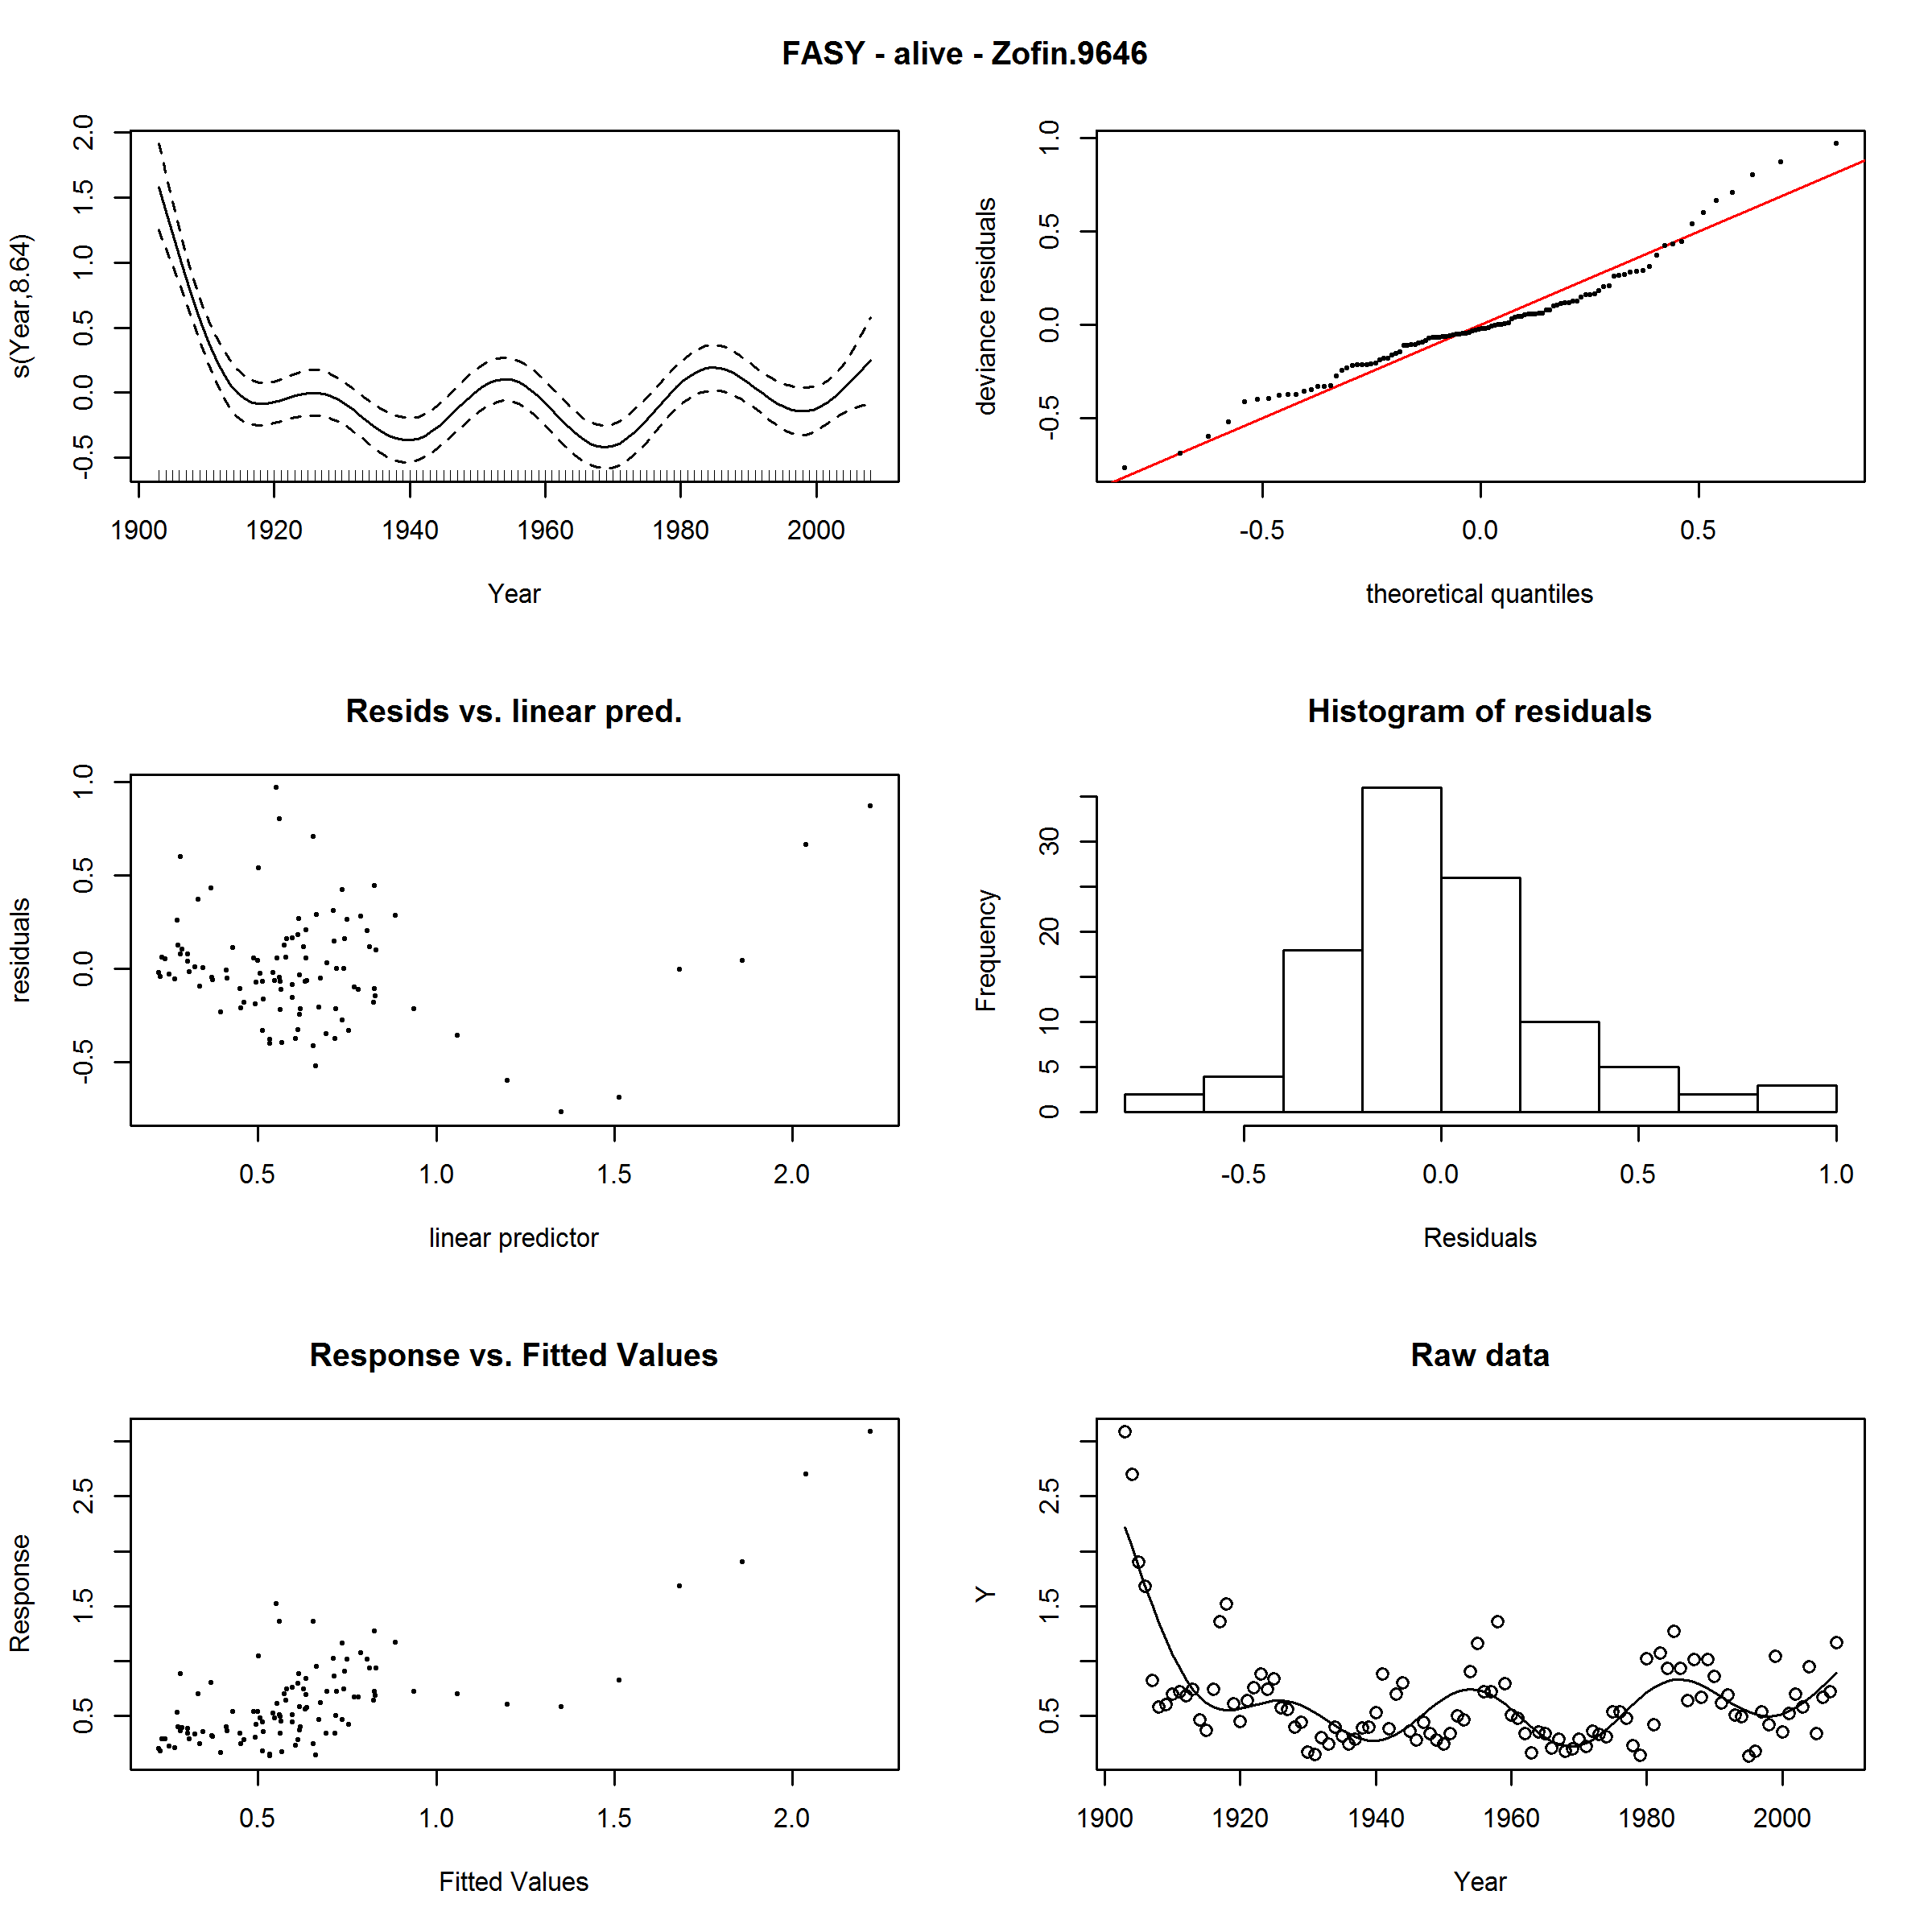 FASY - alive - Zofin.9646
s(Year,8.64)
-0.5 0.0 0.5 1.0 1.5 2.0
1900 1920 1940 1960 1980 2000
Year
deviance residuals
-0.5 0.0 0.5 1.0
-0.5 0.0 0.5
theoretical quantiles
Resids vs. linear pred.
residuals
-0.5 0.0 0.5 1.0
0.5 1.0 1.5 2.0
linear predictor
Histogram of residuals
Frequency
0 5 10 20 30
-0.5 0.0 0.5 1.0
Residuals
Response vs. Fitted Values
Response
0.5 1.5 2.5
0.5 1.0 1.5 2.0
Fitted Values
Raw data
Y
0.5 1.5 2.5
1900 1920 1940 1960 1980 2000
Year